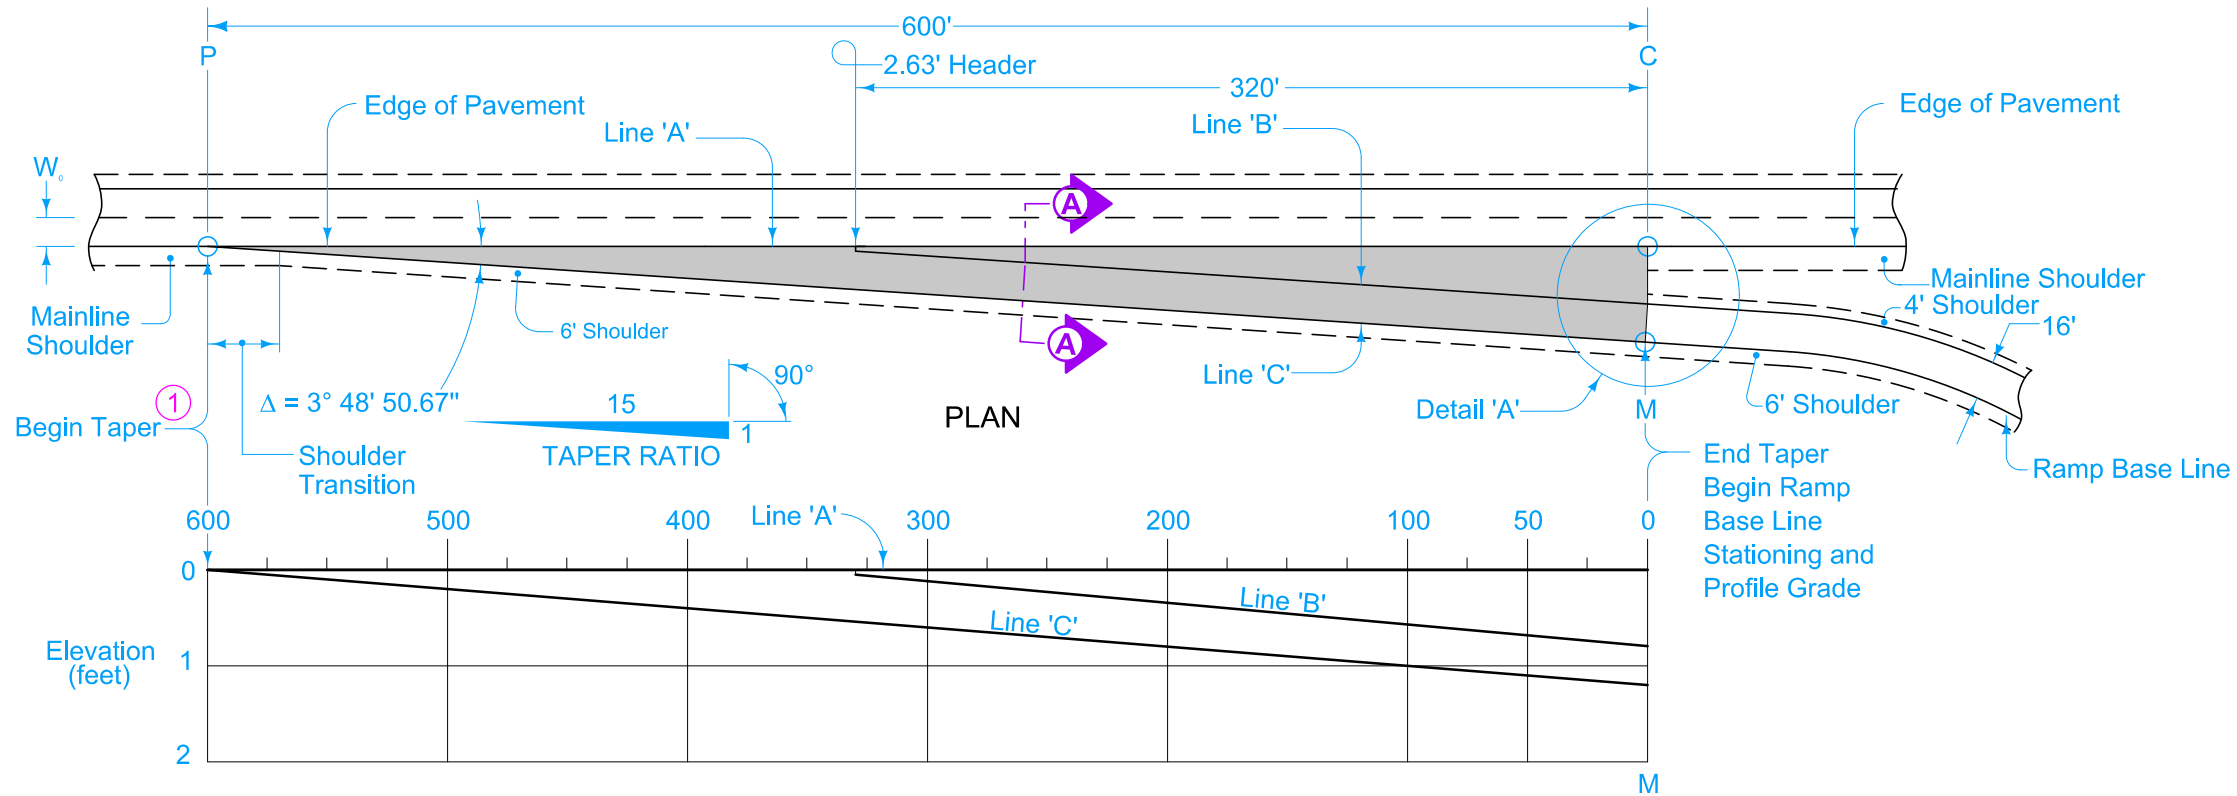 600'
P
C
2.63' Header
320'
Edge of Pavement
Line 'A'
Line 'B'
Edge of Pavement
W₀
A
A
Mainline
Shoulder
6' Shoulder
Mainline Shoulder
4' Shoulder
16'
Line 'C'
90°
1
Δ = 3° 48' 50.67"
15
1
TAPER RATIO
PLAN
Detail 'A'
M
6' Shoulder
Begin Taper
Shoulder
Transition
Ramp Base Line
End Taper
Begin Ramp
Base Line
Stationing and
Profile Grade
600
500
400
Line 'A'
300
200
100
50
0
0
Line 'B'
Line 'C'
Elevation
(feet)
1
2
M